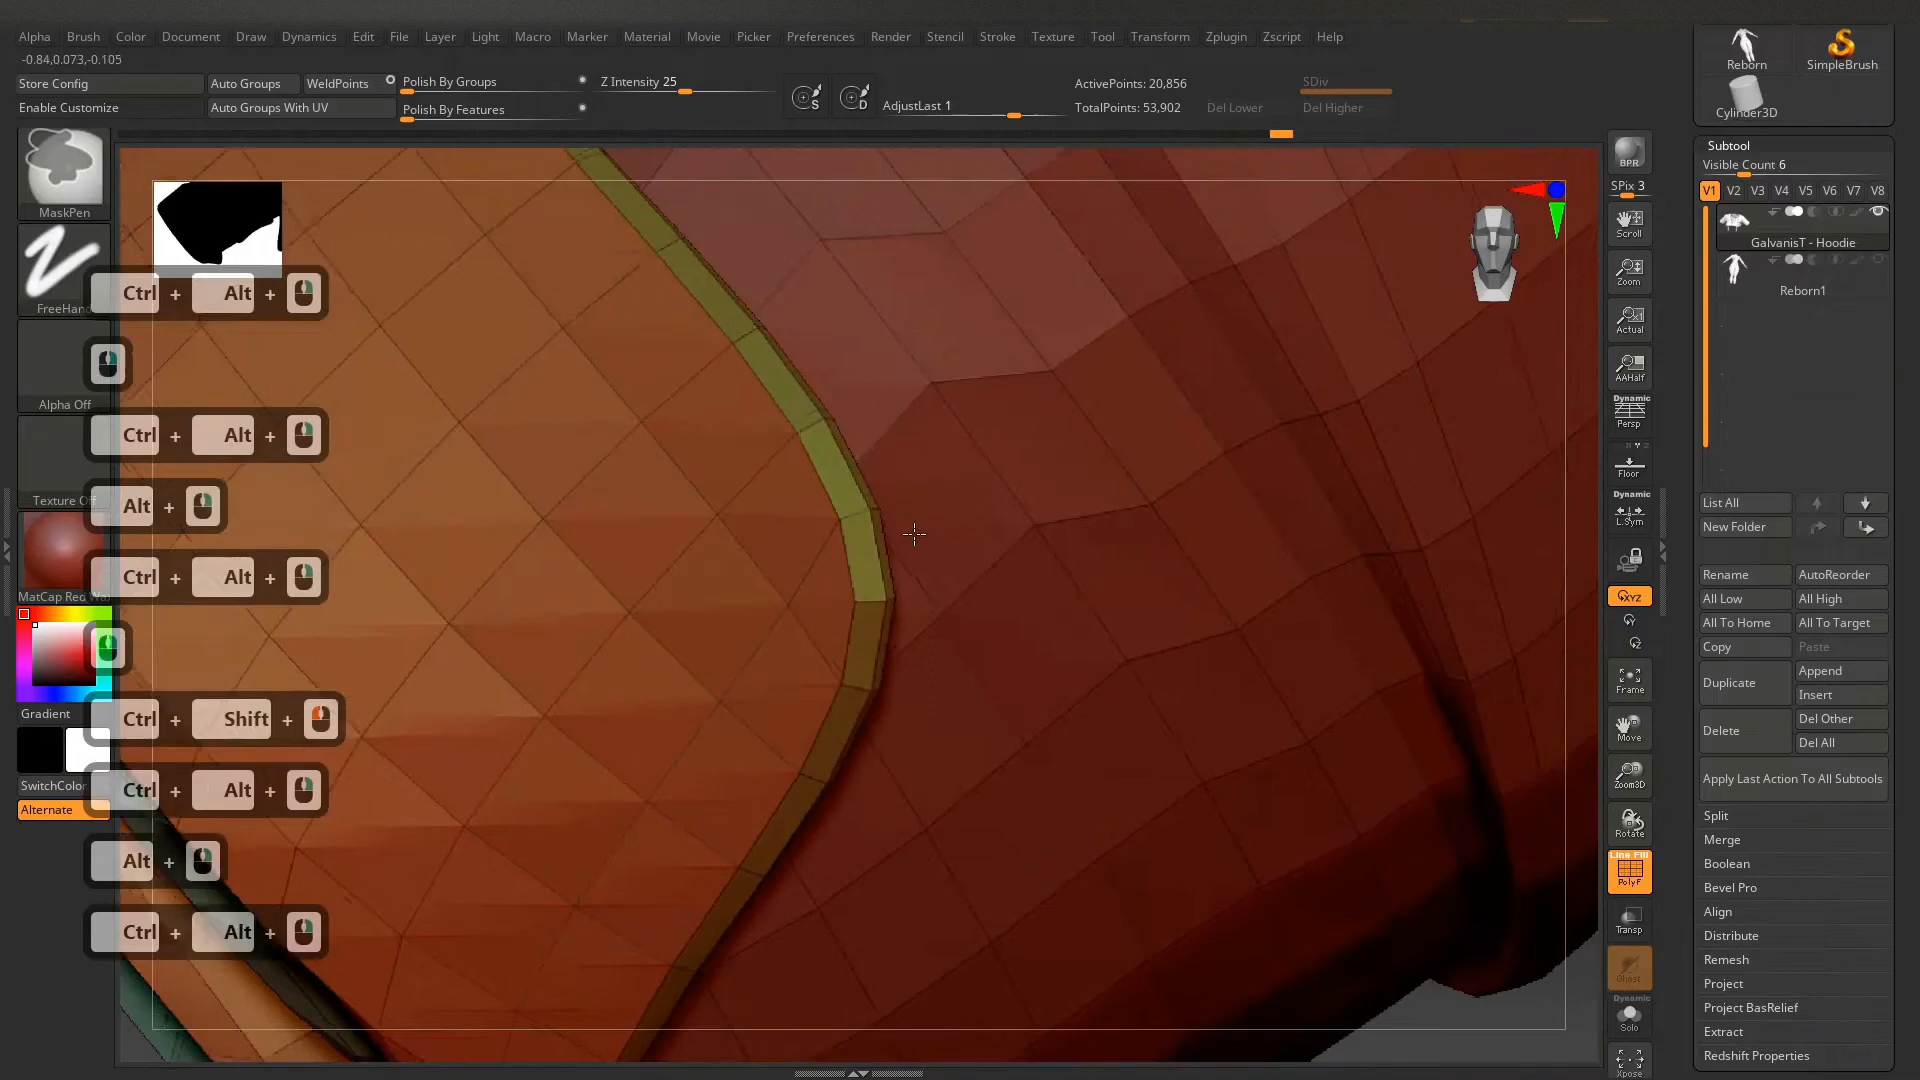 Alpha Brush Color Document Draw Dynamics Edit File Layer Light Macro Marker Material Movie Picker Preferences Render Stencil Stroke Texture Tool Transform Zplugin Zscript Help
-0.84,0.073,-0.105
Store Config Auto Groups WeldPoints Polish By Groups Z Intensity 25 ActivePoints: 20,856 SDiv
Enable Customize Auto Groups With UV Polish By Features AdjustLast 1 TotalPoints: 53,902 Del Lower Del Higher
S D
MaskPen
FreeHand
Alpha Off
Texture Off
MatCap Red Wa
Gradient
SwitchColor
Alternate
Ctrl + Alt +
Ctrl + Alt +
Alt +
Ctrl + Alt +
Ctrl + Shift +
Ctrl + Alt +
Alt +
Ctrl + Alt +
BPR
SPix 3
Scroll
Zoom
Actual
AAHalf
Dynamic
Persp
Floor
Dynamic
L.Sym
XYZ
Y
Z
Frame
Move
Zoom3D
Rotate
Line Fill
PolyF
Transp
Ghost
Dynamic
Solo
Xpose
Reborn SimpleBrush
Cylinder3D
Subtool
Visible Count 6
V1 V2 V3 V4 V5 V6 V7 V8
GalvanisT - Hoodie
Reborn1
List All
New Folder
Rename AutoReorder
All Low All High
All To Home All To Target
Copy Paste
Duplicate Append
Insert
Delete Del Other
Del All
Apply Last Action To All Subtools
Split
Merge
Boolean
Bevel Pro
Align
Distribute
Remesh
Project
Project BasRelief
Extract
Redshift Properties